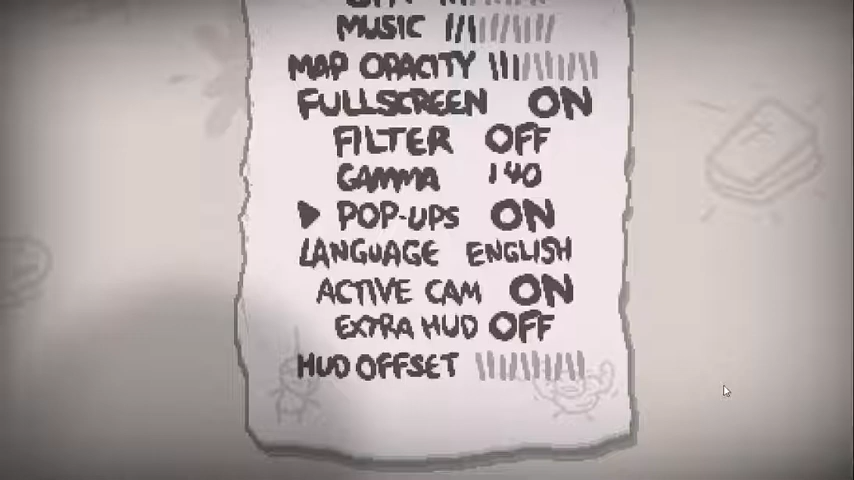 MUSIC
MAP OPACITY
FULLSCREEN ON
FILTER OFF
GAMMA 140
POP-UPS ON
LANGUAGE ENGLISH
ACTIVE CAM ON
EXTRA HUD OFF
HUD OFFSET